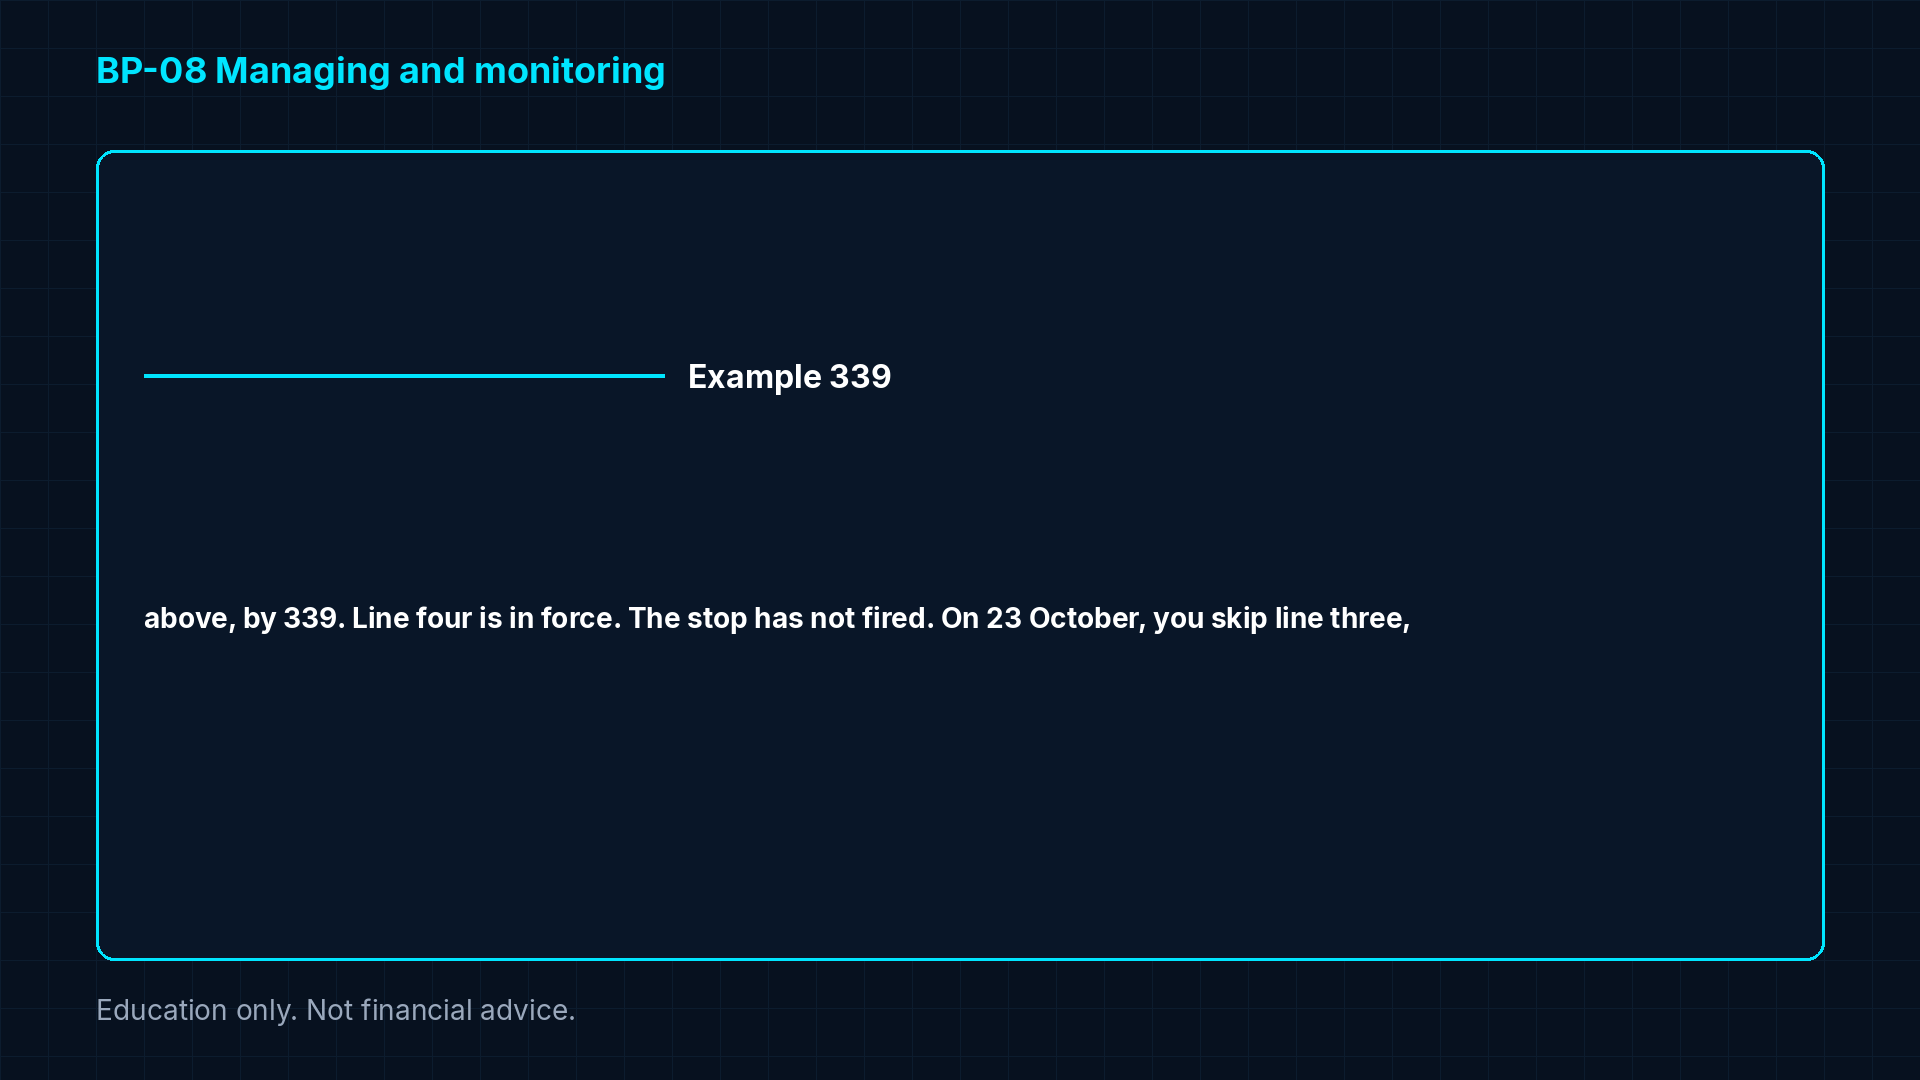 BP-08 Managing and monitoring
Example 339
above, by 339. Line four is in force. The stop has not fired. On 23 October, you skip line three,
Education only. Not financial advice.